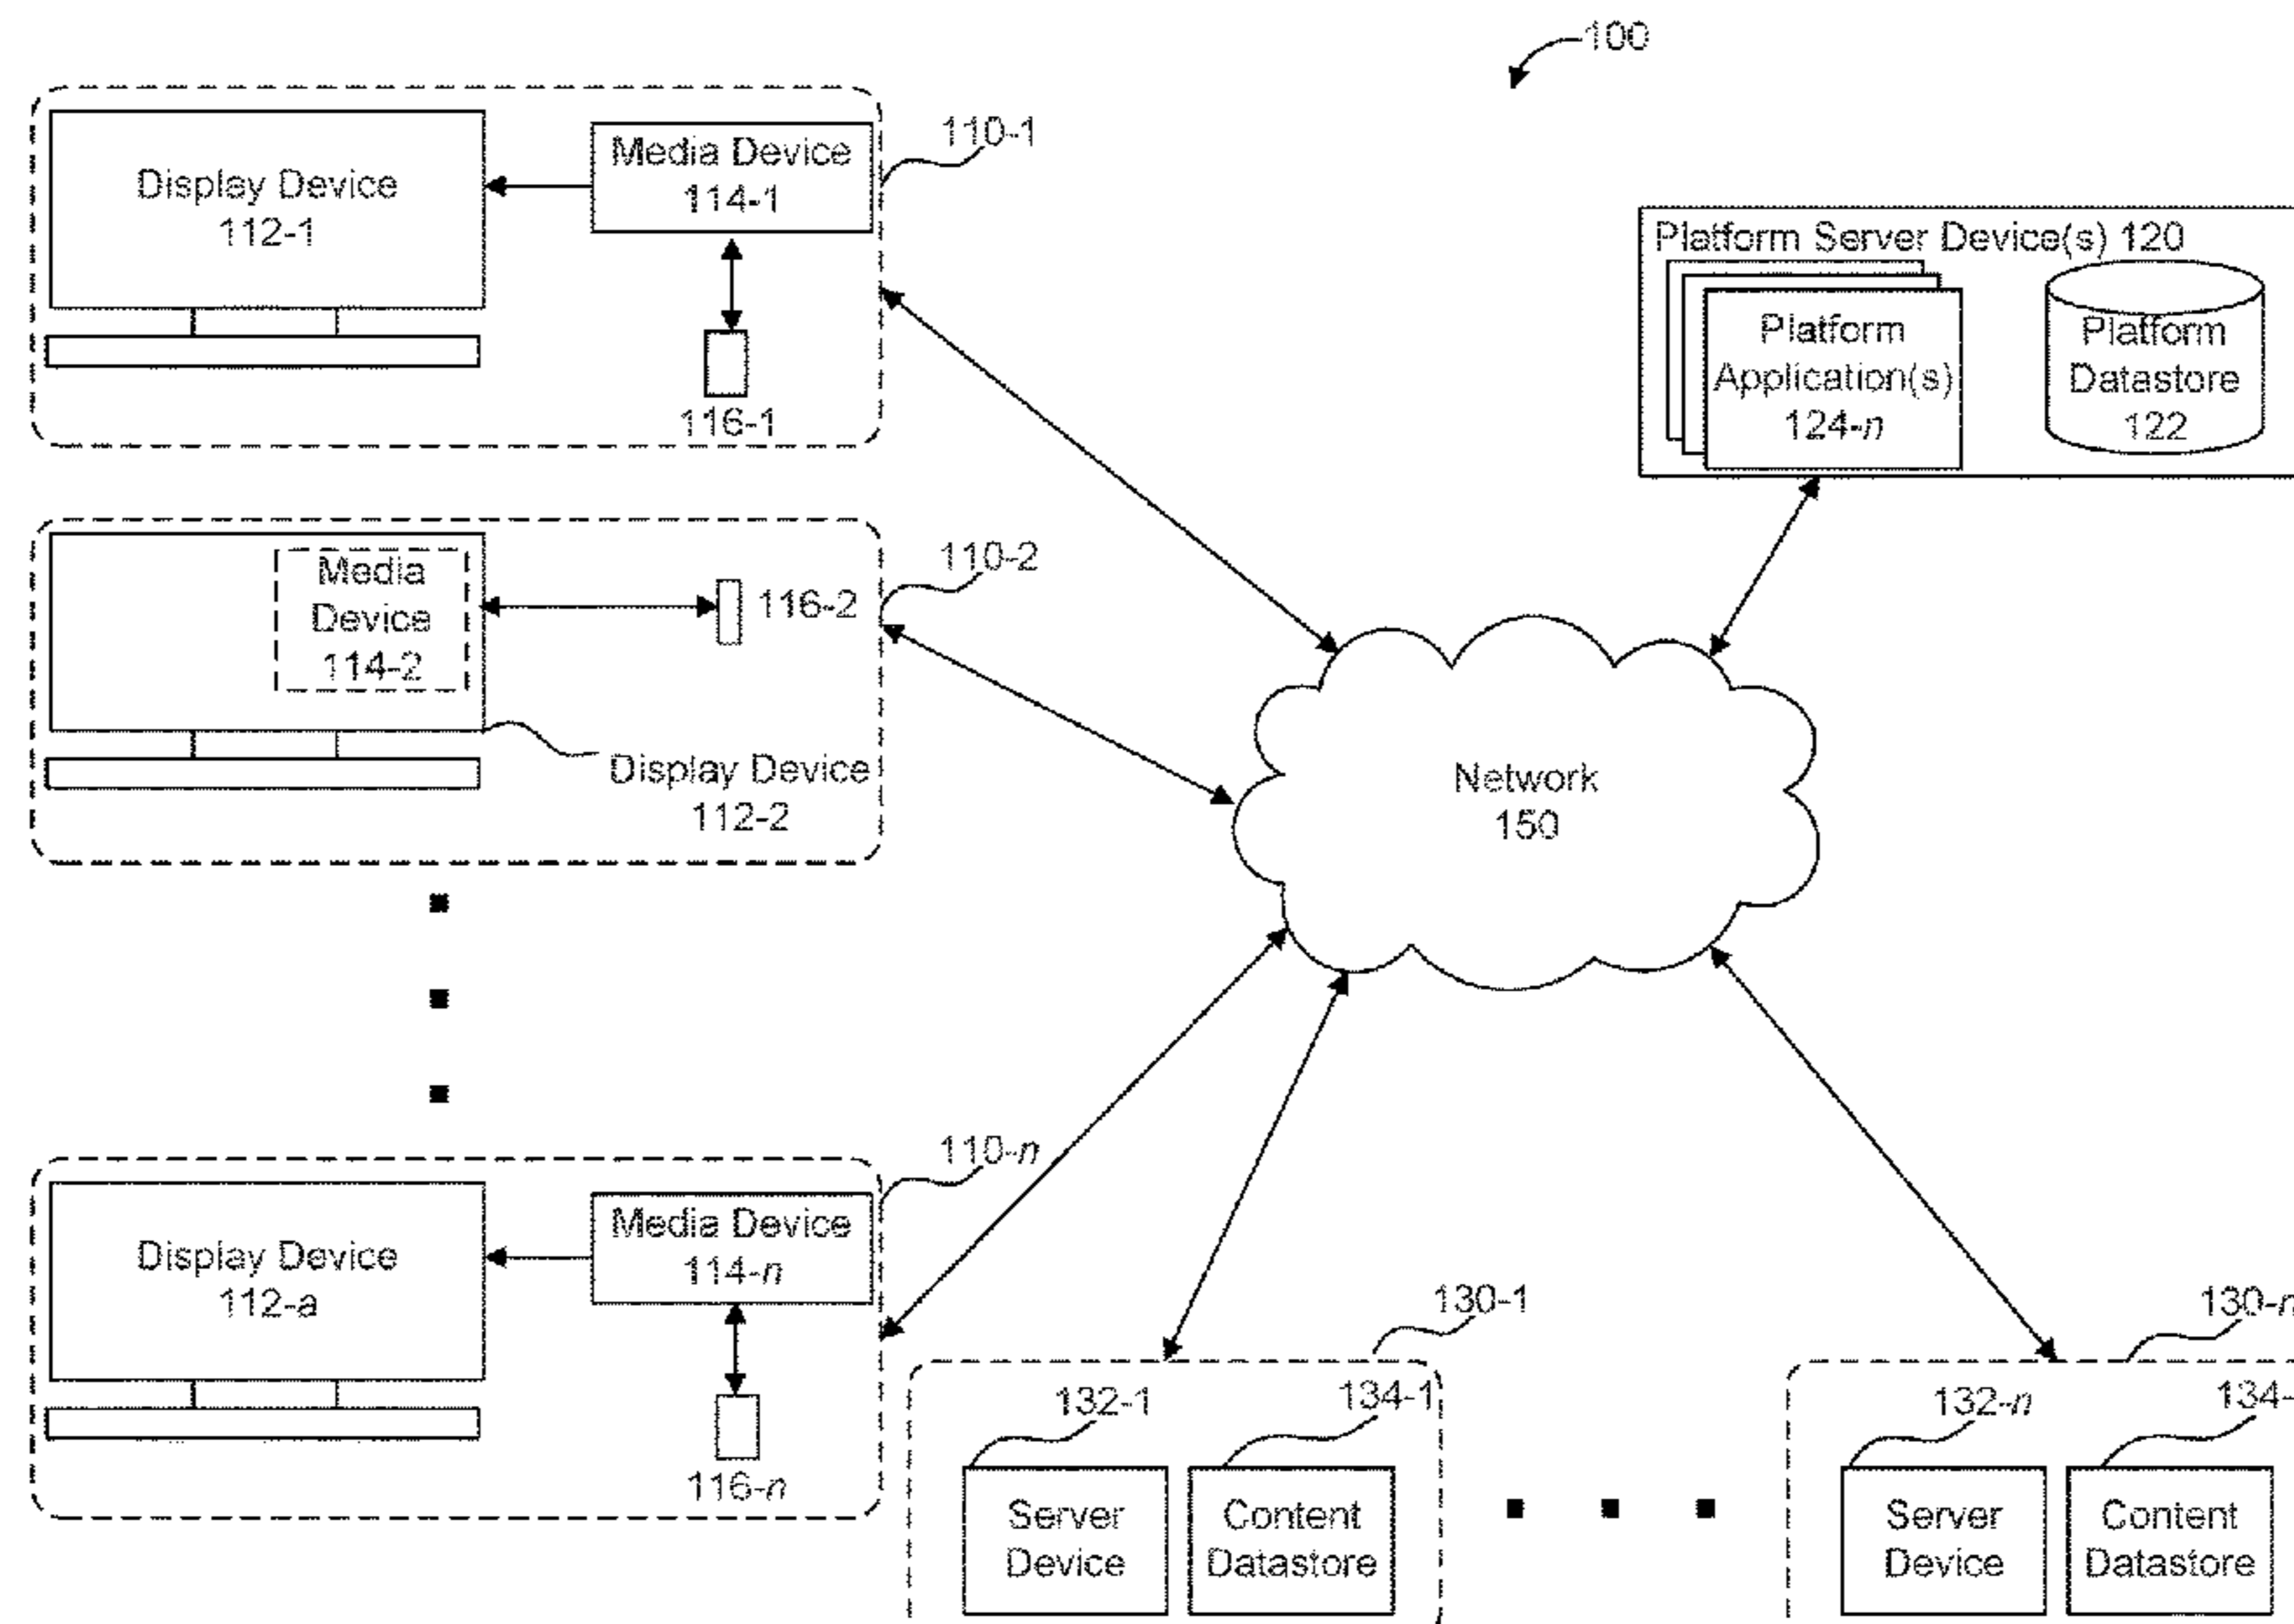 100
110-1
Display Device
112-1
Media Device
114-1
116-1
Platform Server Device(s) 120
Platform
Application(s)
124-n
Platform
Datastore
122
110-2
Media
Device
114-2
116-2
Display Device
112-2
Network
150
110-n
Display Device
112-a
Media Device
114-n
116-n
130-1
132-1
134-1
Server
Device
Content
Datastore
130-n
132-n
134-
Server
Device
Content
Datastore